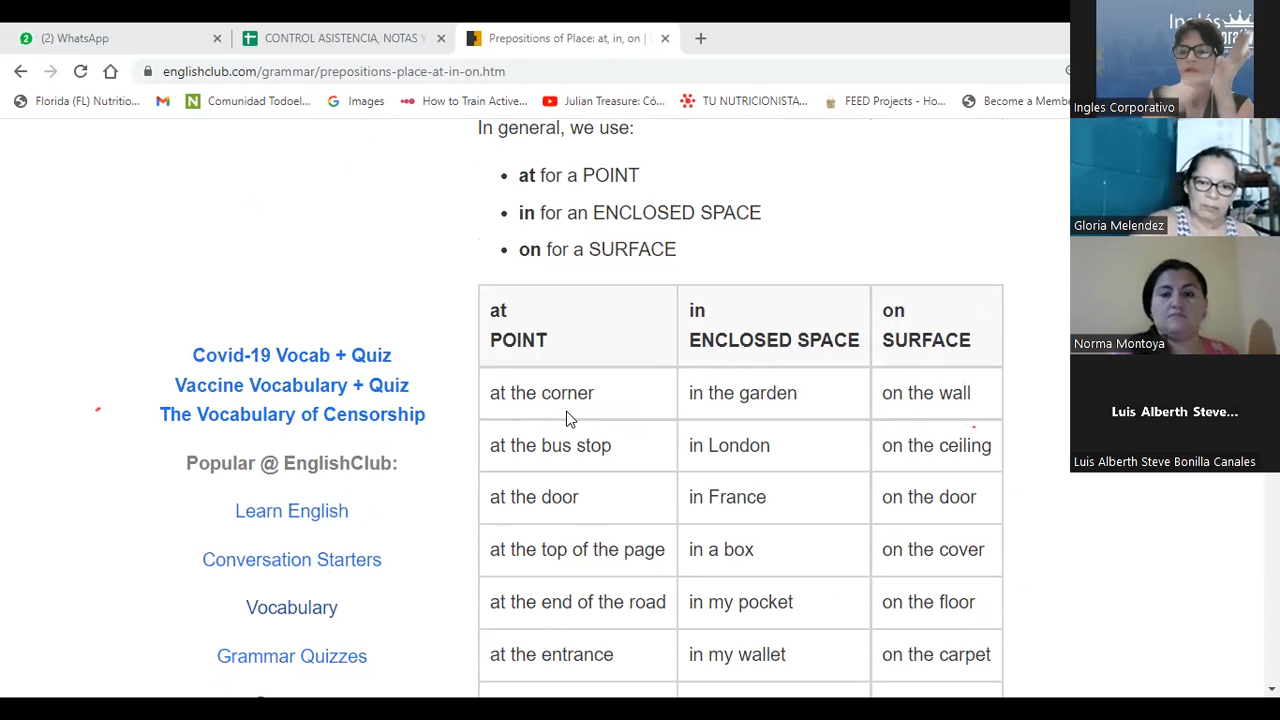 2 (2) WhatsApp
CONTROL ASISTENCIA, NOTAS Y
Prepositions of Place: at, in, on |
englishclub.com/grammar/prepositions-place-at-in-on.htm
Florida (FL) Nutritio...
Comunidad Todoel...
Images
How to Train Active...
Julian Treasure: Có...
TU NUTRICIONISTA...
FEED Projects - Ho...
Become a Membe
In general, we use:
• at for a POINT
• in for an ENCLOSED SPACE
• on for a SURFACE
at in on
POINT ENCLOSED SPACE SURFACE
at the corner in the garden on the wall
at the bus stop in London on the ceiling
at the door in France on the door
at the top of the page in a box on the cover
at the end of the road in my pocket on the floor
at the entrance in my wallet on the carpet
Covid-19 Vocab + Quiz
Vaccine Vocabulary + Quiz
The Vocabulary of Censorship
Popular @ EnglishClub:
Learn English
Conversation Starters
Vocabulary
Grammar Quizzes
Inglés
Ingles Corporativo
Gloria Melendez
Norma Montoya
Luis Alberth Steve...
Luis Alberth Steve Bonilla Canales